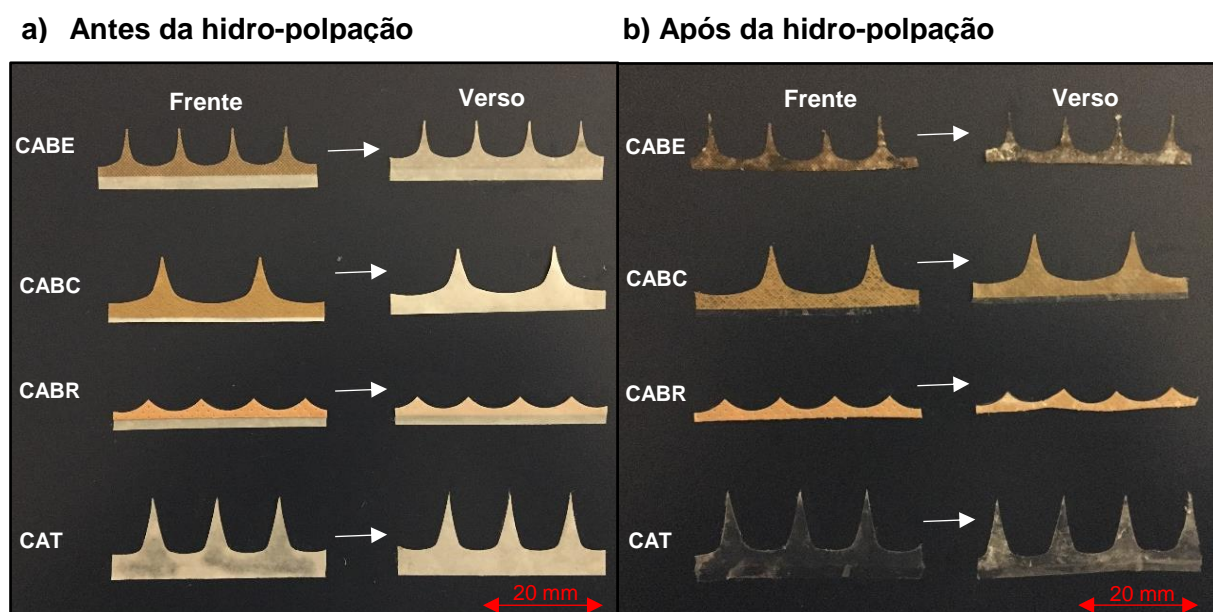 a) Antes da hidro-polpação
b) Após da hidro-polpação
Frente
Verso
CABE
CABC
CABR
CAT
20 mm
Frente
Verso
CABE
CABC
CABR
CAT
20 mm